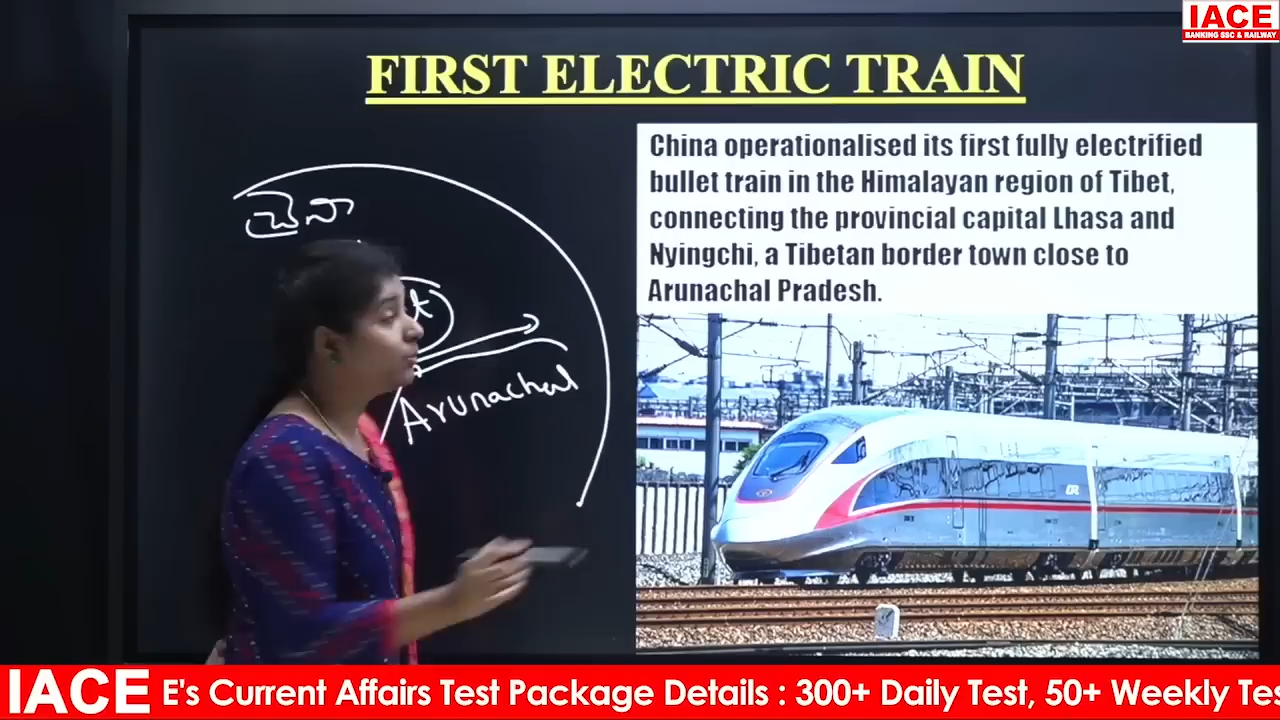 IACE
BANKING SSC & RAILWAY
FIRST ELECTRIC TRAIN
China operationalised its first fully electrified
bullet train in the Himalayan region of Tibet,
connecting the provincial capital Lhasa and
Nyingchi, a Tibetan border town close to
Arunachal Pradesh.
చైనా
Arunachal
IACE E's Current Affairs Test Package Details : 300+ Daily Test, 50+ Weekly Tes